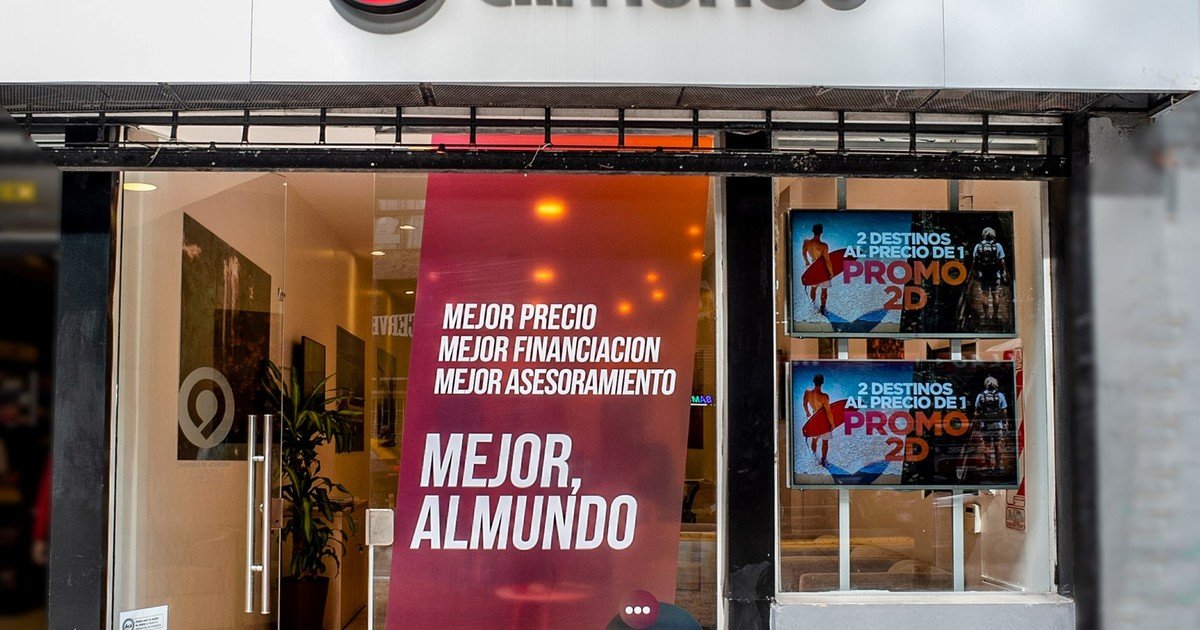 MEJOR PRECIO
MEJOR FINANCIACION
MEJOR ASESORAMIENTO
MEJOR,
ALMUNDO
2 DESTINOS
AL PRECIO DE 1
PROMO
2D
2 DESTINOS
AL PRECIO DE 1
PROMO
2D